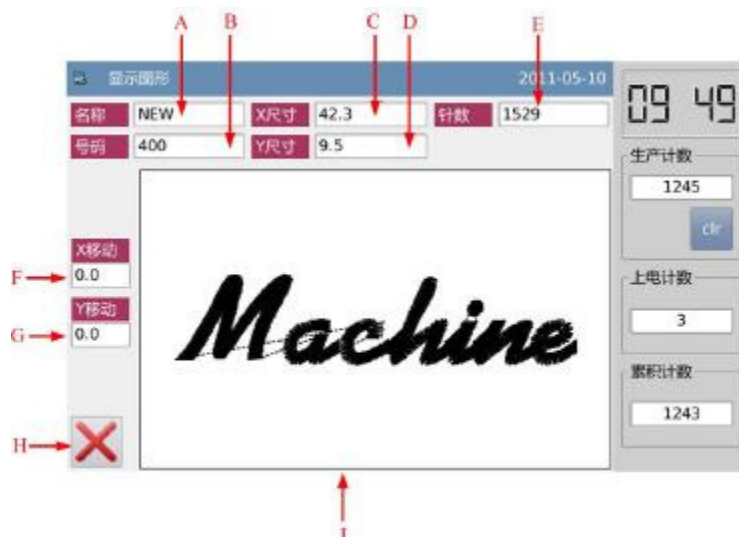 A B C D E
显示图形 2011-05-10
09 49
名称 NEW X尺寸 42.3 针数 1529
号码 400 Y尺寸 9.5
生产计数
1245
clr
X移动
F 0.0
上电计数
Y移动
G 0.0
3
Machine
累积计数
1243
H
I